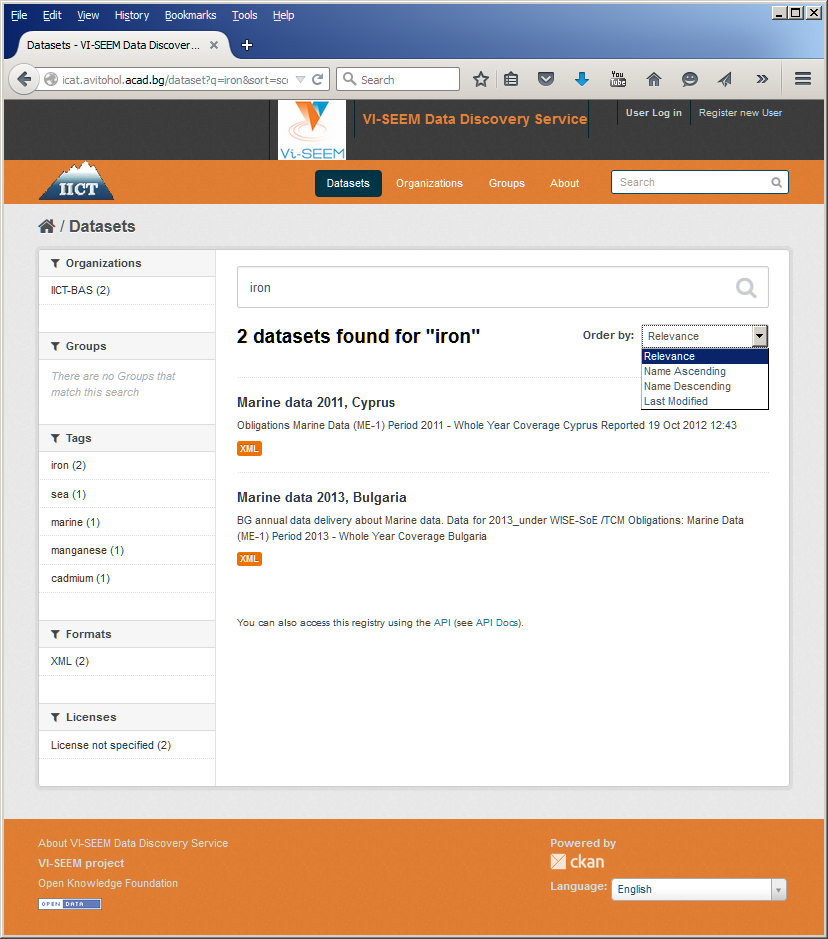 File Edit View History Bookmarks Tools Help
Datasets - VI-SEEM Data Discover ...
icat.avitohol.acad.bg/dataset?q=iron&sort=sco
Search
You Tube
VI-SEEM
VI-SEEM Data Discovery Service
User Log in
Register new User
IICT
Datasets Organizations Groups About
Search
/ Datasets
Organizations
IICT-BAS (2)
Groups
There are no Groups that
match this search
Tags
iron (2)
sea (1)
marine (1)
manganese (1)
cadmium (1)
Formats
XML (2)
Licenses
License not specified (2)
iron
2 datasets found for "iron"
Order by: Relevance
Relevance
Name Ascending
Name Descending
Last Modified
Marine data 2011, Cyprus
Obligations Marine Data (ME-1) Period 2011 - Whole Year Coverage Cyprus Reported 19 Oct 2012 12:43
XML
Marine data 2013, Bulgaria
BG annual data delivery about Marine data. Data for 2013_under WISE-SoE /TCM Obligations: Marine Data
(ME-1) Period 2013 - Whole Year Coverage Bulgaria
XML
You can also access this registry using the API (see API Docs).
About VI-SEEM Data Discovery Service
VI-SEEM project
Open Knowledge Foundation
OPEN DATA
Powered by
ckan
Language: English